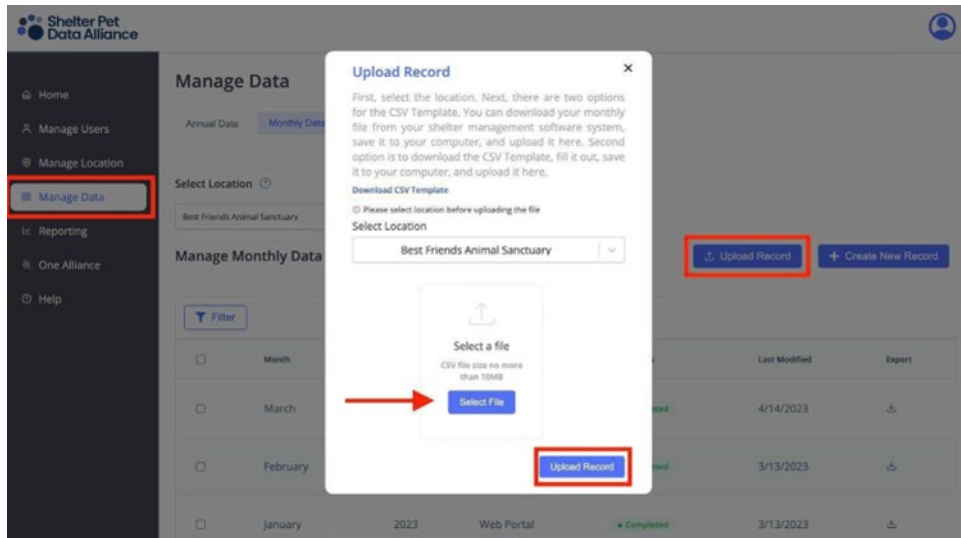 Shelter Pet
Data Alliance
Home
Manage Users
Manage Location
Manage Data
Reporting
One Alliance
Help
Manage Data
Annual Data
Monthly Data
Select Location
Best Friends Animal Sanctuary
Manage Monthly Data
Upload Record
+ Create New Record
Filter
Month
Last Modified
Export
March
4/14/2023
February
3/13/2023
January
2023
Web Portal
Completed
3/13/2023
Upload Record
First, select the location. Next, there are two options
for the CSV Template. You can download your monthly
file from your shelter management software system,
save it to your computer, and upload it here. Second
option is to download the CSV Template, fill it out, save
it to your computer, and upload it here.
Download CSV Template
Please select location before uploading the file
Select Location
Best Friends Animal Sanctuary
Select a file
CSV file size no more
than 10MB
Select File
Upload Record